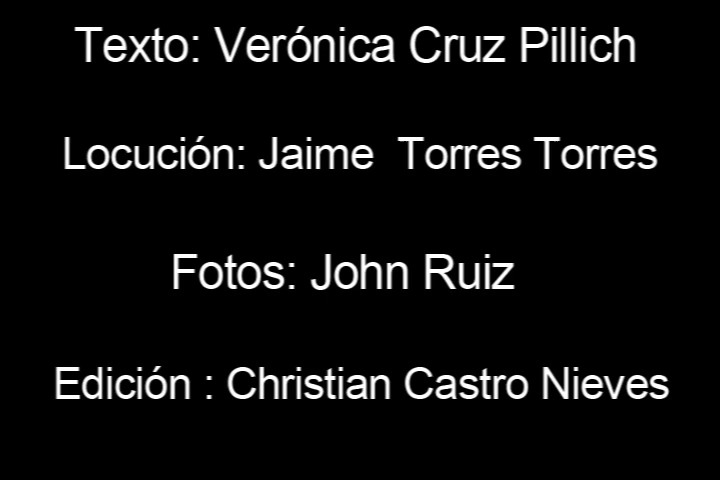 Texto: Verónica Cruz Pillich
Locución: Jaime  Torres Torres
Fotos: John Ruiz
Edición : Christian Castro Nieves